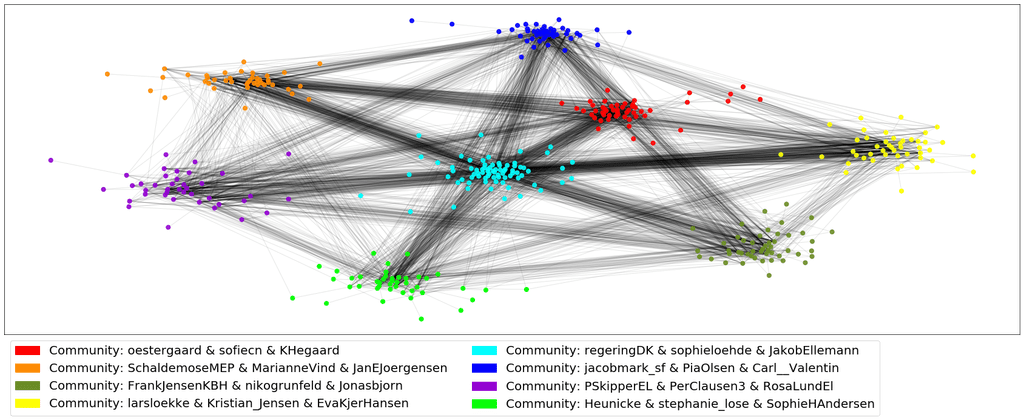 Community: oestergaard & sofiecn & KHegaard
Community: SchaldemoseMEP & MarianneVind & JanEJoergensen
Community: FrankJensenKBH & nikogrunfeld & Jonasbjorn
Community: larsloekke & Kristian_Jensen & EvaKjerHansen
Community: regeringDK & sophieloehde & JakobEllemann
Community: jacobmark_sf & PiaOlsen & Carl__Valentin
Community: PSkipperEL & PerClausen3 & RosaLundEl
Community: Heunicke & stephanie_lose & SophieHAndersen